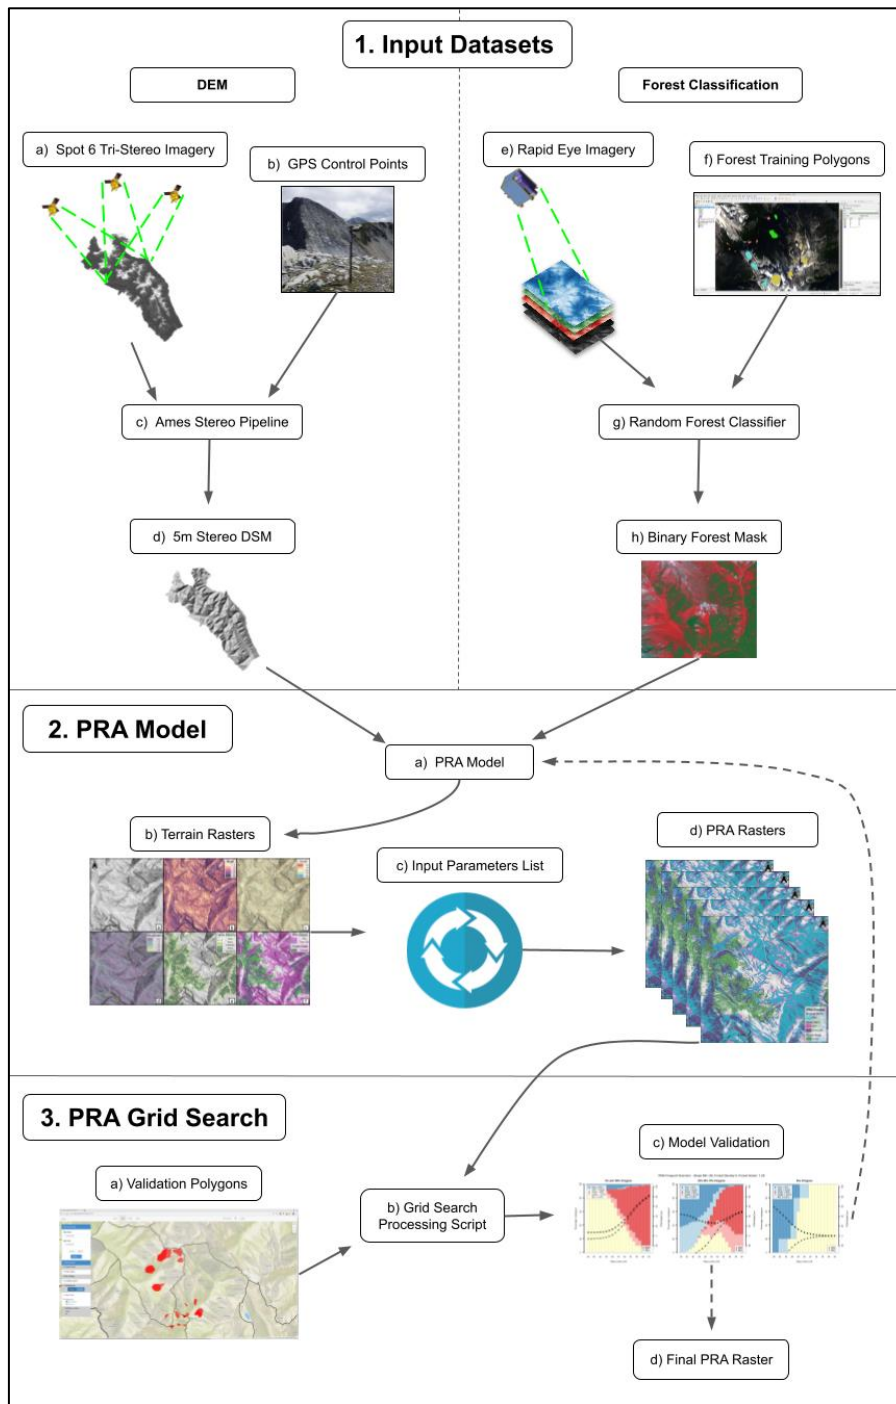 1. Input Datasets
DEM
Forest Classification
a) Spot 6 Tri-Stereo Imagery
b) GPS Control Points
e) Rapid Eye Imagery
f) Forest Training Polygons
c) Ames Stereo Pipeline
g) Random Forest Classifier
d) 5m Stereo DSM
h) Binary Forest Mask
2. PRA Model
a) PRA Model
b) Terrain Rasters
c) Input Parameters List
d) PRA Rasters
3. PRA Grid Search
a) Validation Polygons
b) Grid Search
Processing Script
c) Model Validation
d) Final PRA Raster